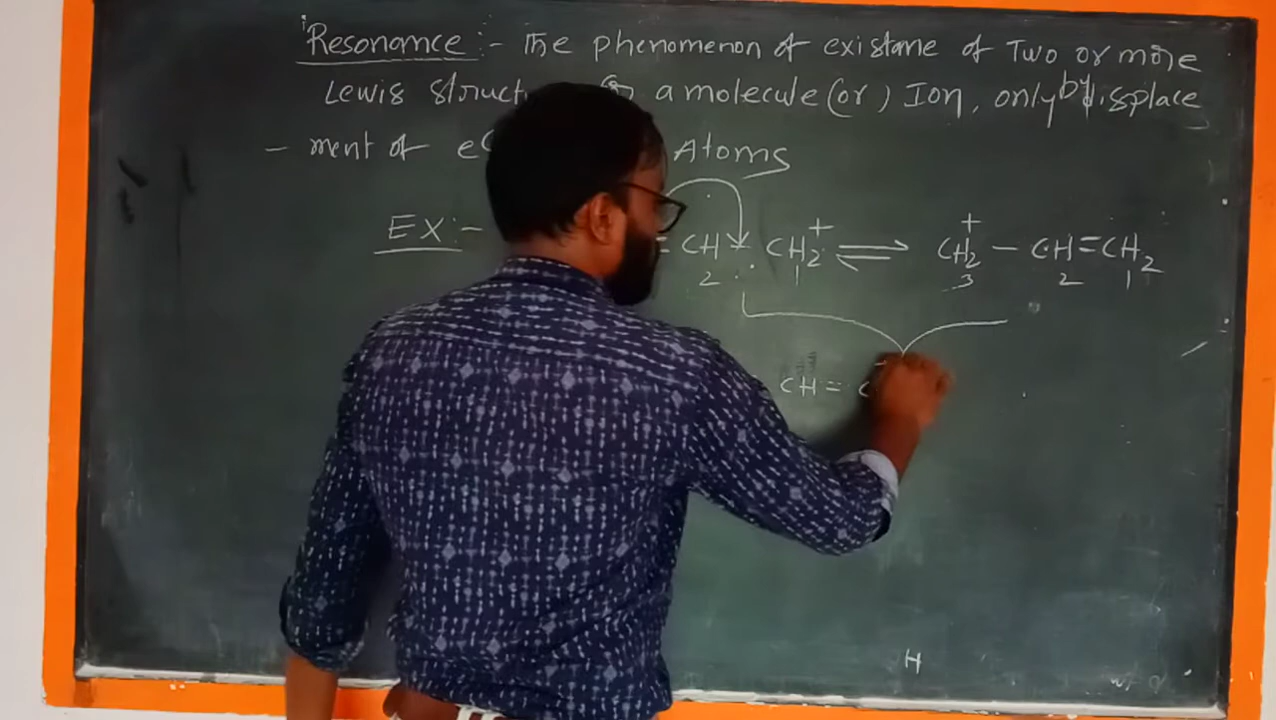 Resonance :- The phenomenon of existane of Two or more
Lewis struct a molecule (or) Ion, only by displace
- ment of Atoms
EX :- = CH - CH2+ ⇌ CH2+ - CH = CH2
2 1 3 2 1
CH = C
H